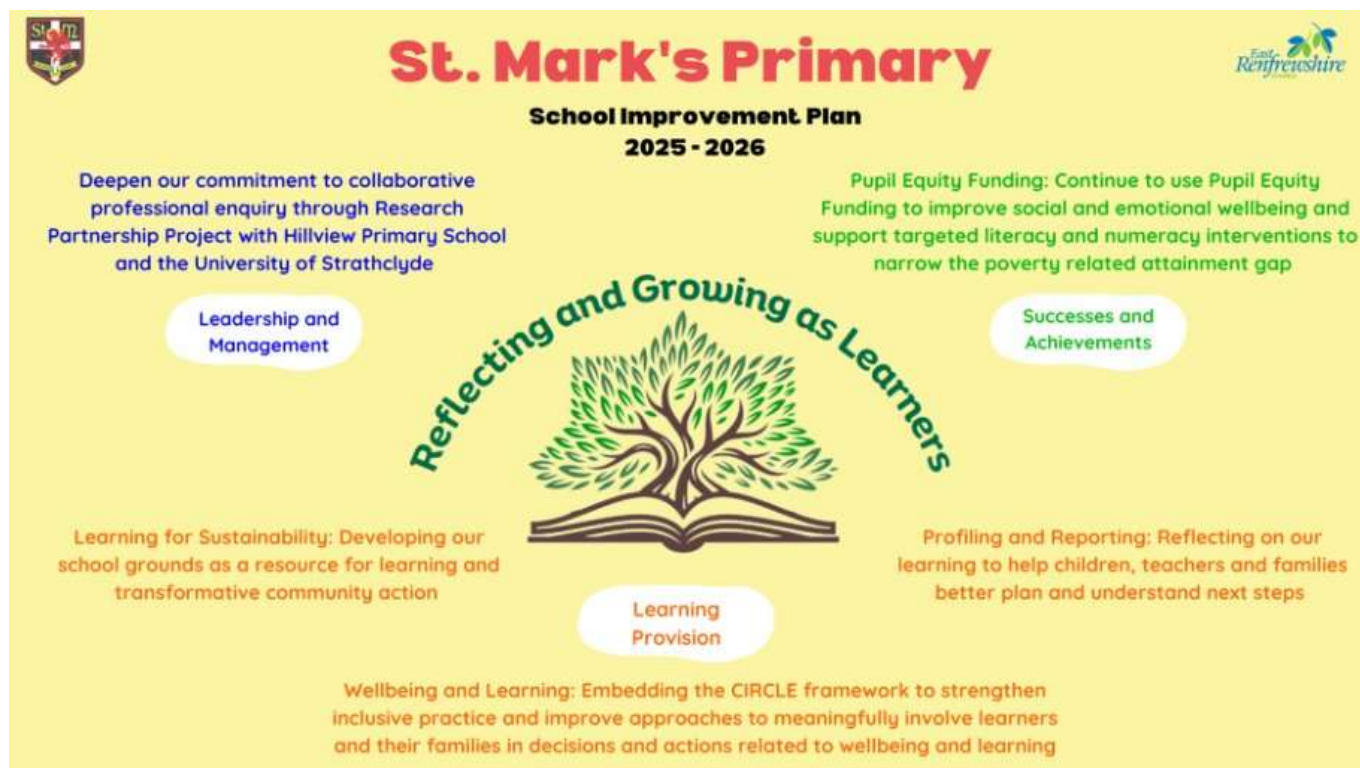 St. M
East
Renfrewshire
St. Mark's Primary
School Improvement Plan
2025 - 2026
Deepen our commitment to collaborative
professional enquiry through Research
Partnership Project with Hillview Primary School
and the University of Strathclyde
Leadership and
Management
Pupil Equity Funding: Continue to use Pupil Equity
Funding to improve social and emotional wellbeing and
support targeted literacy and numeracy interventions to
narrow the poverty related attainment gap
Successes and
Achievements
Reflecting and Growing as Learners
Learning for Sustainability: Developing our
school grounds as a resource for learning and
transformative community action
Profiling and Reporting: Reflecting on our
learning to help children, teachers and families
better plan and understand next steps
Learning
Provision
Wellbeing and Learning: Embedding the CIRCLE framework to strengthen
inclusive practice and improve approaches to meaningfully involve learners
and their families in decisions and actions related to wellbeing and learning